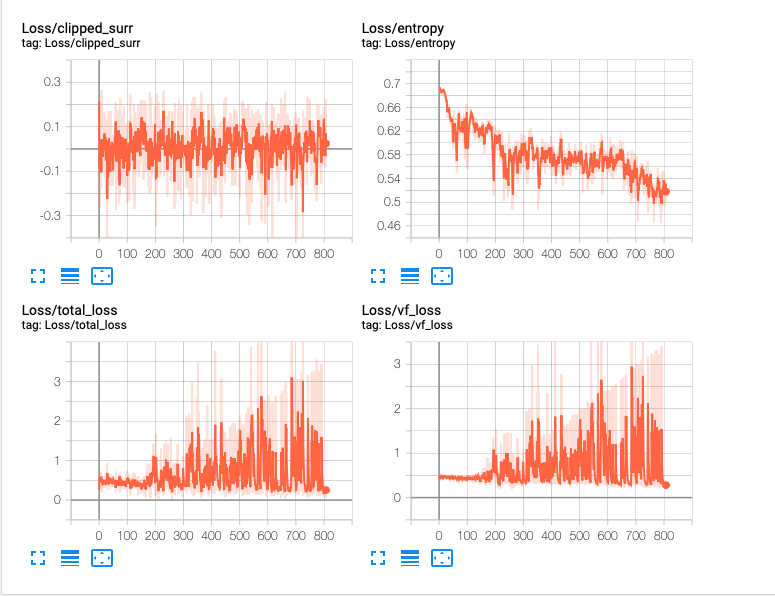 Loss/clipped_surr
tag: Loss/clipped_surr
0.3
0.1
-0.1
-0.3
0 100 200 300 400 500 600 700 800
Loss/entropy
tag: Loss/entropy
0.7
0.66
0.62
0.58
0.54
0.5
0.46
0 100 200 300 400 500 600 700 800
Loss/total_loss
tag: Loss/total_loss
3
2
1
0
0 100 200 300 400 500 600 700 800
Loss/vf_loss
tag: Loss/vf_loss
3
2
1
0
0 100 200 300 400 500 600 700 800